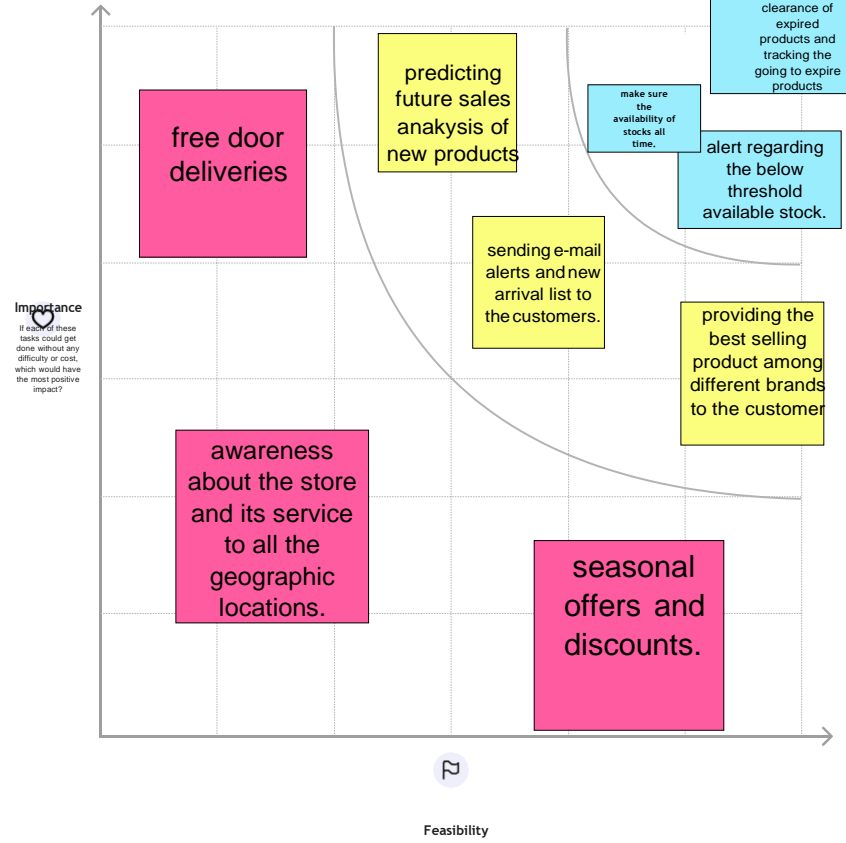 clearance of
expired
products and
tracking the
going to expire
products
predicting
future sales
anakysis of
new products
make sure
the
availability of
stocks all
time.
free door
deliveries
alert regarding
the below
threshold
available stock.
sending e-mail
alerts and new
arrival list to
the customers.
Importance
If each of these
tasks could get
done without any
difficulty or cost,
which would have
the most positive
impact?
providing the
best selling
product among
different brands
to the customer
awareness
about the store
and its service
to all the
geographic
locations.
seasonal
offers and
discounts.
Feasibility